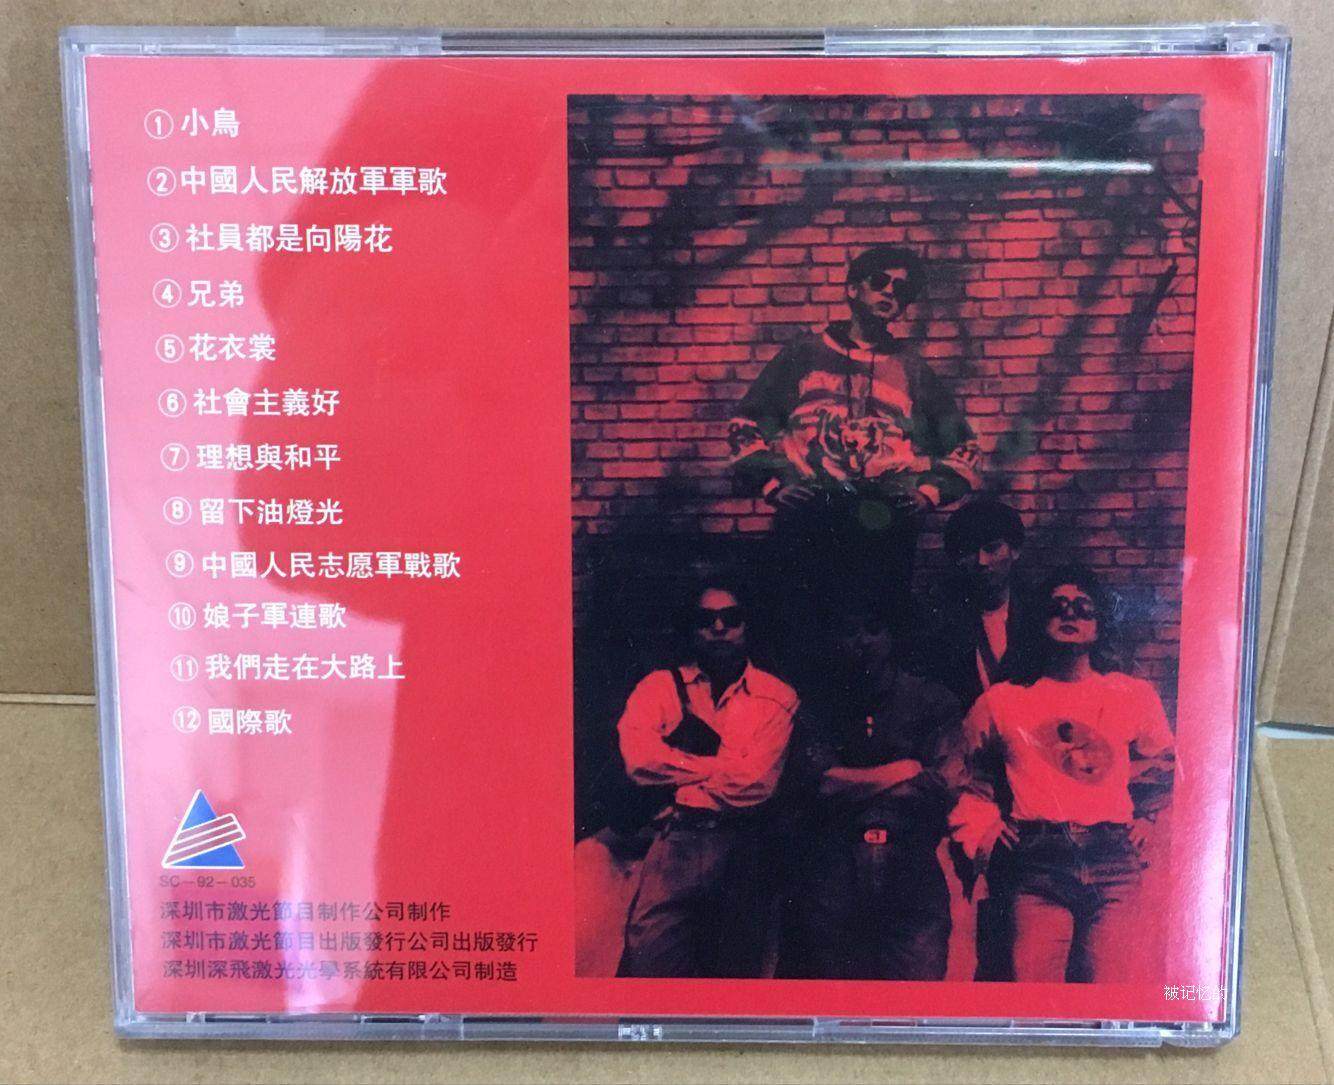 ① 小鳥
② 中國人民解放軍軍歌
③ 社員都是向陽花
④ 兄弟
⑤ 花衣裳
⑥ 社會主義好
⑦ 理想與和平
⑧ 留下油燈光
⑨ 中國人民志愿軍戰歌
⑩ 娘子軍連歌
⑪ 我們走在大路上
⑫ 國際歌
SC－92－035
深圳市激光節目制作公司制作
深圳市激光節目出版發行公司出版發行
深圳深飛激光光學系統有限公司制造
被记忆的